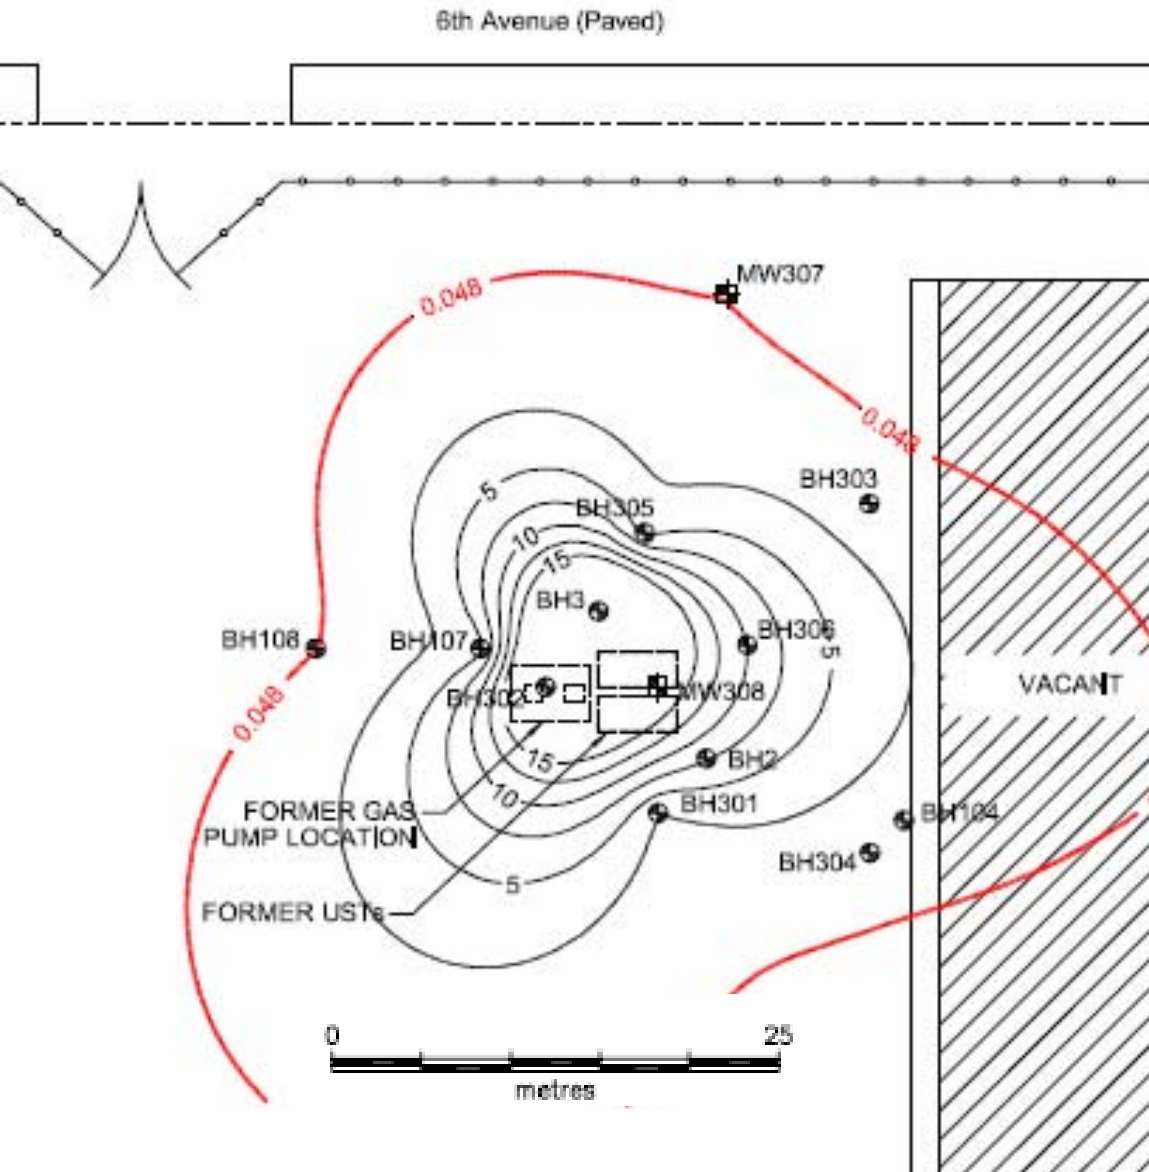 6th Avenue (Paved)
MW307
0.048
0.048
BH303
5
BH305
10
15
BH3
BH306
BH108
BH107
5
VACANT
BH302
MW308
0.048
15
BH2
10
BH301
FORMER GAS
PUMP LOCATION
BH104
BH304
5
FORMER USTs
0
25
metres